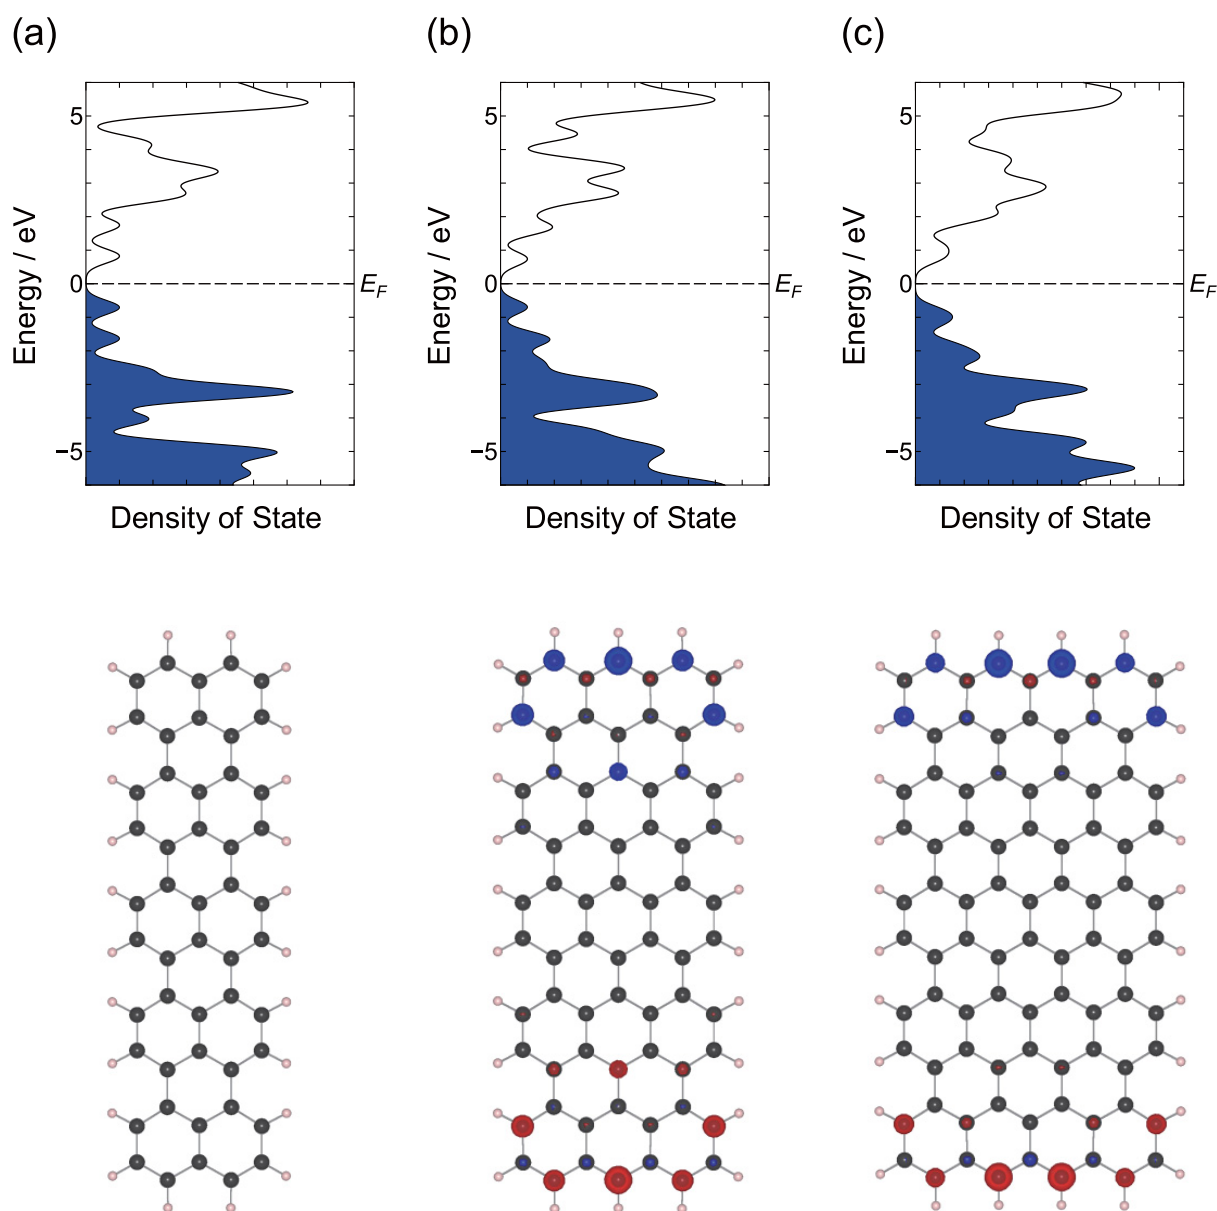 (a) (b) (c)
5 5 5
Energy / eV Energy / eV Energy / eV
0 E_F 0 E_F 0 E_F
−5 −5 −5
Density of State Density of State Density of State